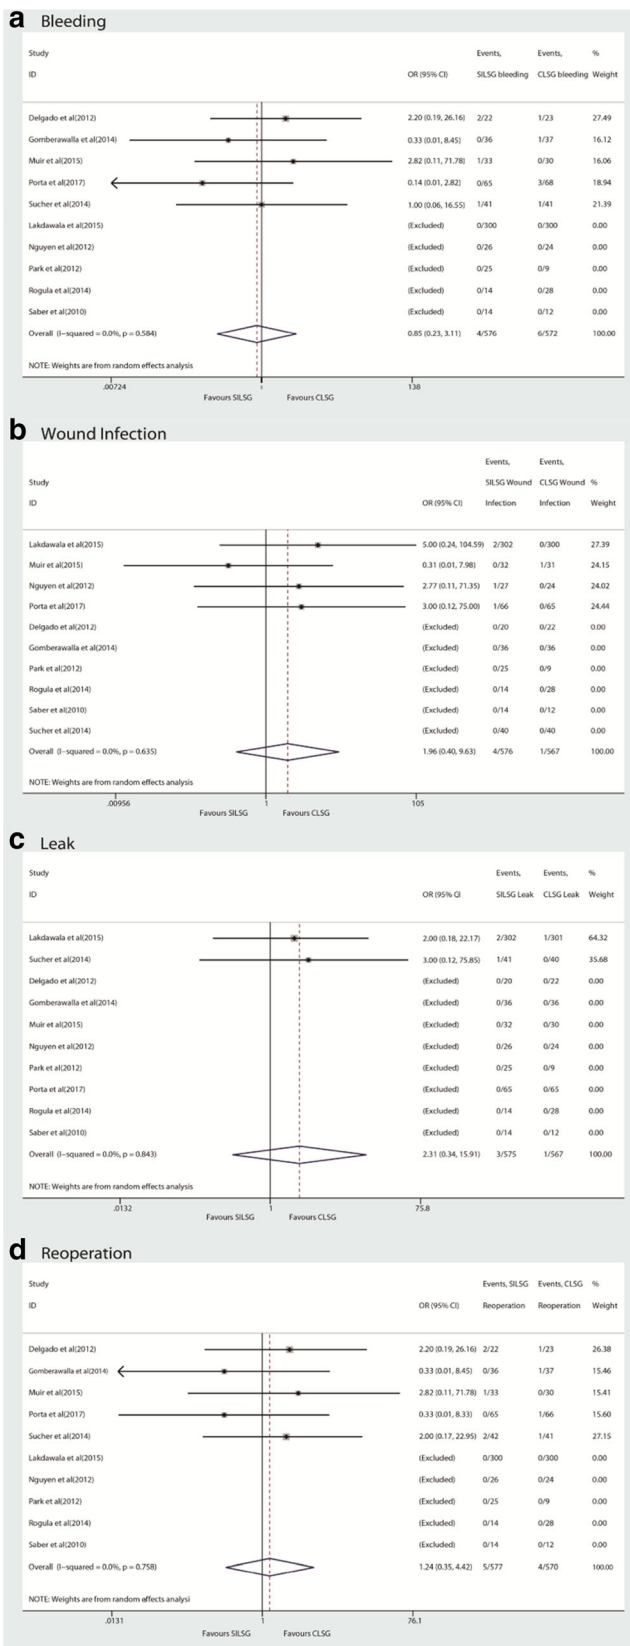 a Bleeding
Study Events, Events, %
ID OR (95% CI) SILSG bleeding CLSG bleeding Weight
Delgado et al(2012) 2.20 (0.19, 26.16) 2/22 1/23 27.49
Gomberawalla et al(2014) 0.33 (0.01, 8.45) 0/36 1/37 16.12
Muir et al(2015) 2.82 (0.11, 71.78) 1/33 0/30 16.06
Porta et al(2017) 0.14 (0.01, 2.82) 0/65 3/68 18.94
Sucher et al(2014) 1.00 (0.06, 16.55) 1/41 1/41 21.39
Lakdawala et al(2015) (Excluded) 0/300 0/300 0.00
Nguyen et al(2012) (Excluded) 0/26 0/24 0.00
Park et al(2012) (Excluded) 0/25 0/9 0.00
Rogula et al(2014) (Excluded) 0/14 0/28 0.00
Saber et al(2010) (Excluded) 0/14 0/12 0.00
Overall (I-squared = 0.0%, p = 0.584) 0.85 (0.23, 3.11) 4/576 6/572 100.00
NOTE: Weights are from random effects analysis
.00724 1 138
Favours SILSG Favours CLSG
b Wound Infection
Events, Events,
Study SILSG Wound CLSG Wound %
ID OR (95% CI) Infection Infection Weight
Lakdawala et al(2015) 5.00 (0.24, 104.59) 2/302 0/300 27.39
Muir et al(2015) 0.31 (0.01, 7.98) 0/32 1/31 24.15
Nguyen et al(2012) 2.77 (0.11, 71.35) 1/27 0/24 24.02
Porta et al(2017) 3.00 (0.12, 75.00) 1/66 0/65 24.44
Delgado et al(2012) (Excluded) 0/20 0/22 0.00
Gomberawalla et al(2014) (Excluded) 0/36 0/36 0.00
Park et al(2012) (Excluded) 0/25 0/9 0.00
Rogula et al(2014) (Excluded) 0/14 0/28 0.00
Saber et al(2010) (Excluded) 0/14 0/12 0.00
Sucher et al(2014) (Excluded) 0/40 0/40 0.00
Overall (I-squared = 0.0%, p = 0.635) 1.96 (0.40, 9.63) 4/576 1/567 100.00
NOTE: Weights are from random effects analysis
.00956 1 105
Favours SILSG Favours CLSG
c Leak
Study Events, Events, %
ID OR (95% CI SILSG Leak CLSG Leak Weight
Lakdawala et al(2015) 2.00 (0.18, 22.17) 2/302 1/301 64.32
Sucher et al(2014) 3.00 (0.12, 75.85) 1/41 0/40 35.68
Delgado et al(2012) (Excluded) 0/20 0/22 0.00
Gomberawalla et al(2014) (Excluded) 0/36 0/36 0.00
Muir et al(2015) (Excluded) 0/32 0/30 0.00
Nguyen et al(2012) (Excluded) 0/26 0/24 0.00
Park et al(2012) (Excluded) 0/25 0/9 0.00
Porta et al(2017) (Excluded) 0/65 0/65 0.00
Rogula et al(2014) (Excluded) 0/14 0/28 0.00
Saber et al(2010) (Excluded) 0/14 0/12 0.00
Overall (I-squared = 0.0%, p = 0.843) 2.31 (0.34, 15.91) 3/575 1/567 100.00
NOTE: Weights are from random effects analysis
.0132 1 75.8
Favours SILSG Favours CLSG
d Reoperation
Study Events, SILSG Events, CLSG %
ID OR (95% CI) Reoperation Reoperation Weight
Delgado et al(2012) 2.20 (0.19, 26.16) 2/22 1/23 26.38
Gomberawalla et al(2014) 0.33 (0.01, 8.45) 0/36 1/37 15.46
Muir et al(2015) 2.82 (0.11, 71.78) 1/33 0/30 15.41
Porta et al(2017) 0.33 (0.01, 8.33) 0/65 1/66 15.60
Sucher et al(2014) 2.00 (0.17, 22.95) 2/42 1/41 27.15
Lakdawala et al(2015) (Excluded) 0/300 0/300 0.00
Nguyen et al(2012) (Excluded) 0/26 0/24 0.00
Park et al(2012) (Excluded) 0/25 0/9 0.00
Rogula et al(2014) (Excluded) 0/14 0/28 0.00
Saber et al(2010) (Excluded) 0/14 0/12 0.00
Overall (I-squared = 0.0%, p = 0.758) 1.24 (0.35, 4.42) 5/577 4/570 100.00
NOTE: Weights are from random effects analysi
.0131 1 76.1
Favours SILSG Favours CLSG